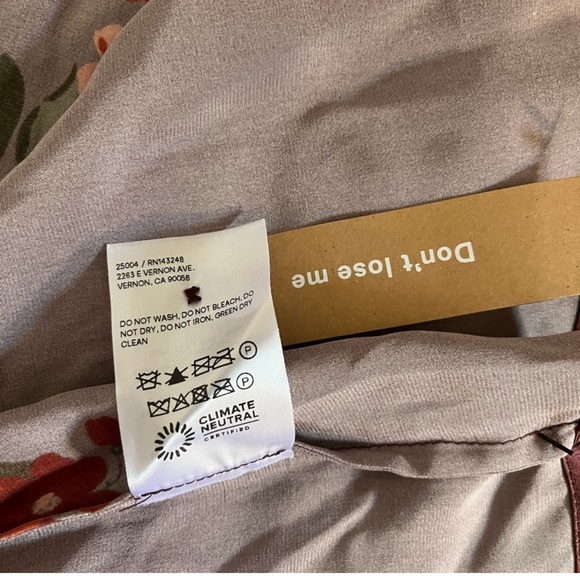 25004 / RN143248
2263 E VERNON AVE.
VERNON, CA 90058
DO NOT WASH, DO NOT BLEACH, DO
NOT DRY, DO NOT IRON, GREEN DRY
CLEAN
P
P
CLIMATE
NEUTRAL
CERTIFIED
Don't lose me